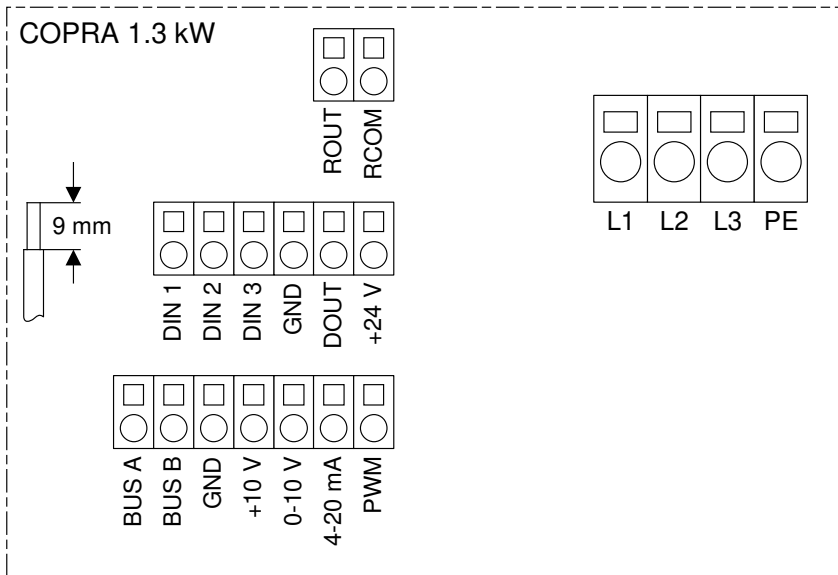 COPRA 1.3 kW
ROUT
RCOM
L1 L2 L3 PE
9 mm
DIN 1
DIN 2
DIN 3
GND
DOUT
+24 V
BUS A
BUS B
GND
+10 V
0-10 V
4-20 mA
PWM